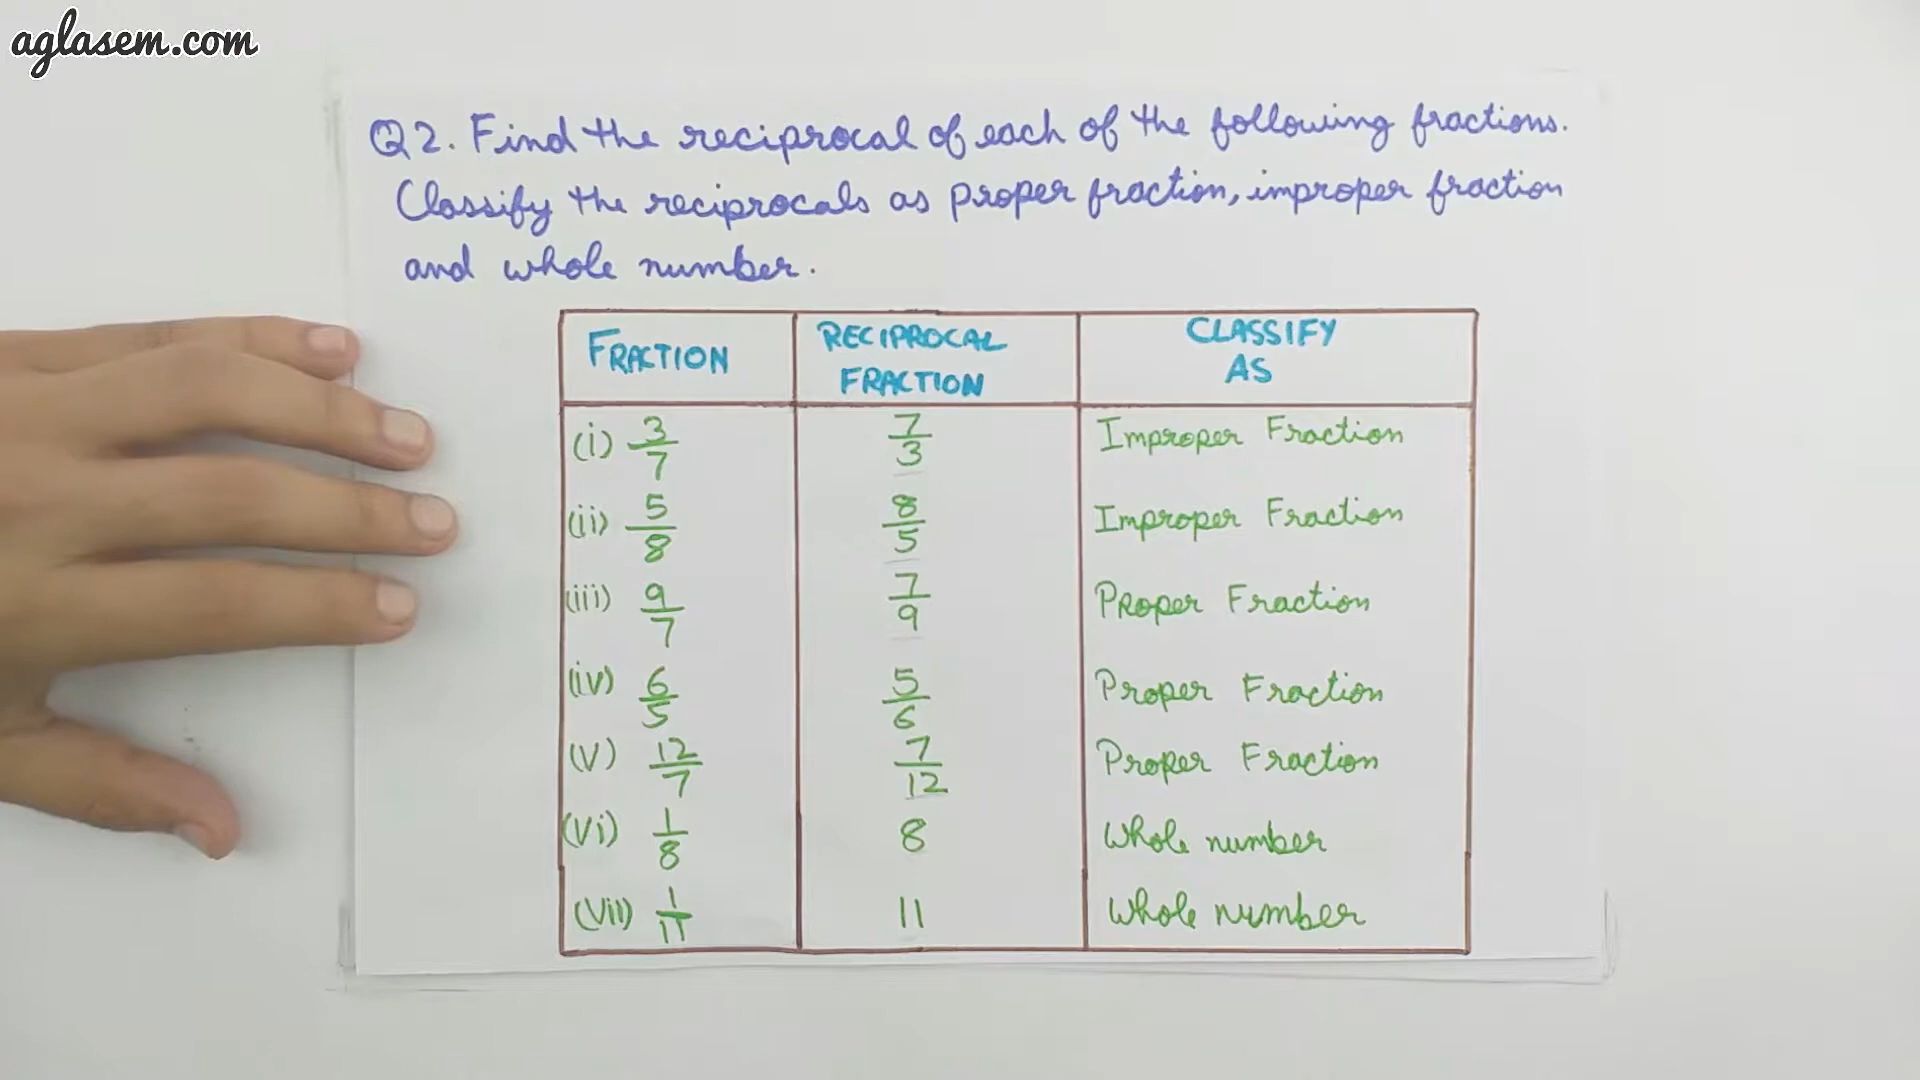 aglasem.com
Q2. Find the reciprocal of each of the following fractions.
Classify the reciprocals as proper fraction, improper fraction
and whole number.
FRACTION RECIPROCAL FRACTION CLASSIFY AS
(i) 3/7 7/3 Improper Fraction
(ii) 5/8 8/5 Improper Fraction
(iii) 9/7 7/9 Proper Fraction
(iv) 6/5 5/6 Proper Fraction
(V) 12/7 7/12 Proper Fraction
(Vi) 1/8 8 Whole number
(Vii) 1/11 11 Whole number